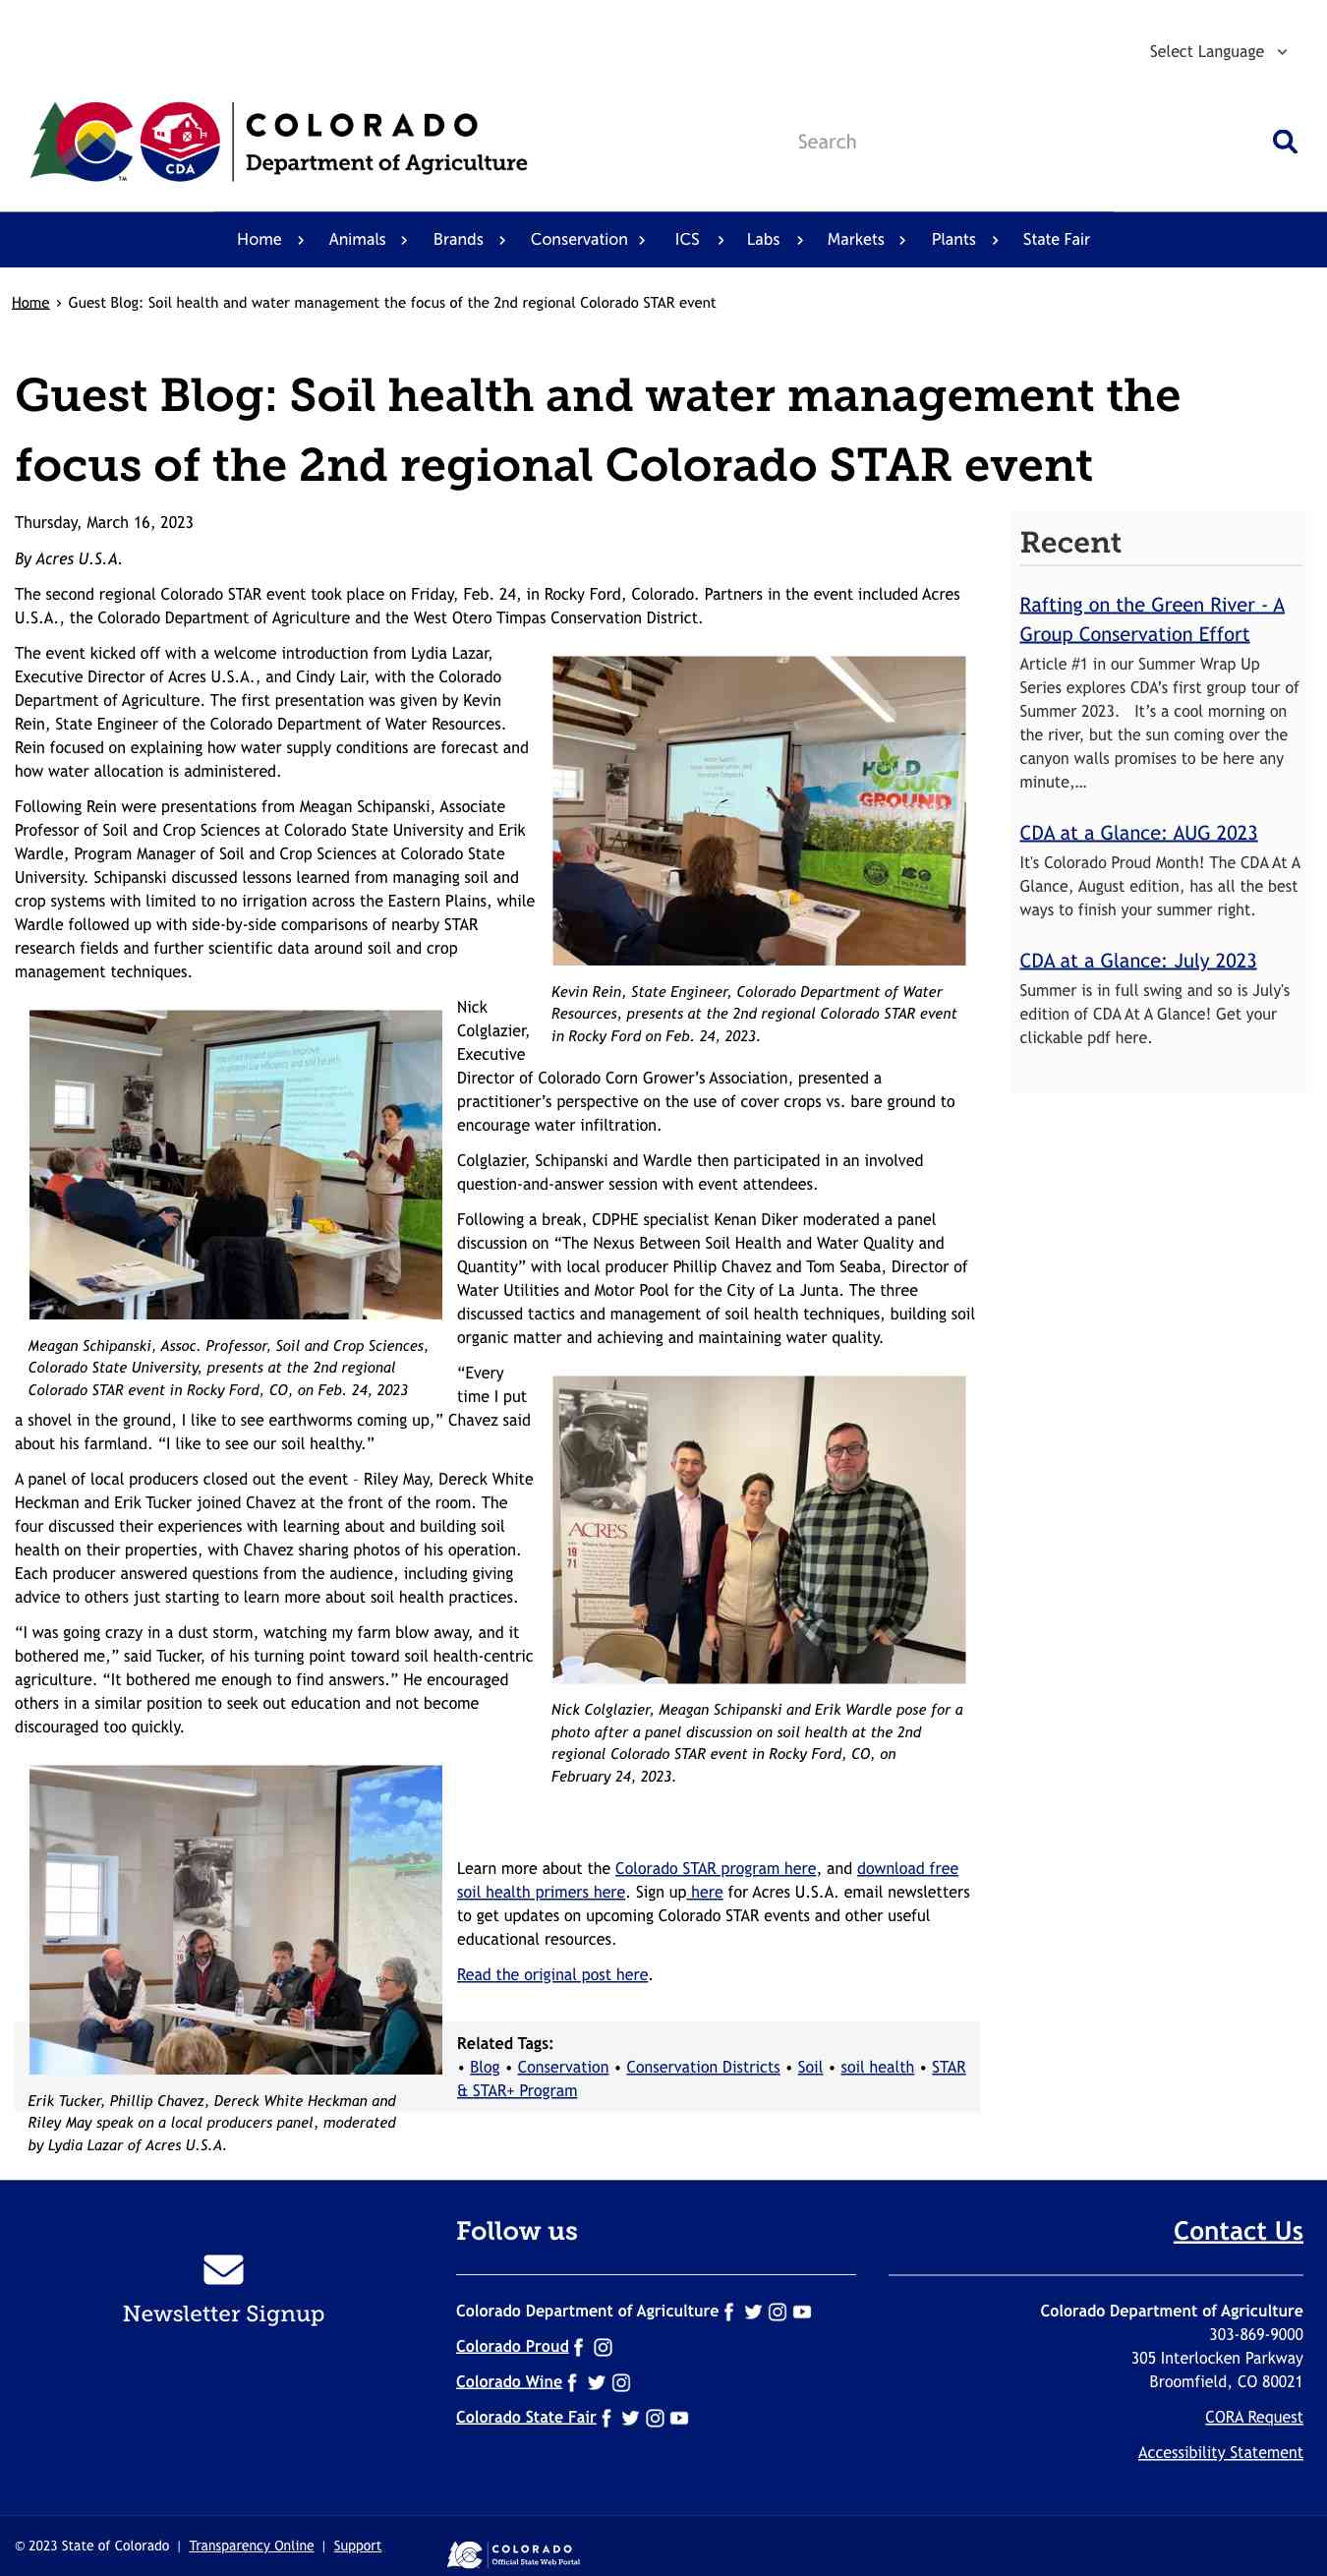 Select Language
COLORADO
Department of Agriculture
CDA
TM
Search
Home
Animals
Brands
Conservation
ICS
Labs
Markets
Plants
State Fair
Home › Guest Blog: Soil health and water management the focus of the 2nd regional Colorado STAR event
Guest Blog: Soil health and water management the
focus of the 2nd regional Colorado STAR event
Thursday, March 16, 2023
By Acres U.S.A.
The second regional Colorado STAR event took place on Friday, Feb. 24, in Rocky Ford, Colorado. Partners in the event included Acres
U.S.A., the Colorado Department of Agriculture and the West Otero Timpas Conservation District.
The event kicked off with a welcome introduction from Lydia Lazar,
Executive Director of Acres U.S.A., and Cindy Lair, with the Colorado
Department of Agriculture. The first presentation was given by Kevin
Rein, State Engineer of the Colorado Department of Water Resources.
Rein focused on explaining how water supply conditions are forecast and
how water allocation is administered.
HOLD
YOUR
GROUND
Following Rein were presentations from Meagan Schipanski, Associate
Professor of Soil and Crop Sciences at Colorado State University and Erik
Wardle, Program Manager of Soil and Crop Sciences at Colorado State
University. Schipanski discussed lessons learned from managing soil and
crop systems with limited to no irrigation across the Eastern Plains, while
Wardle followed up with side-by-side comparisons of nearby STAR
research fields and further scientific data around soil and crop
management techniques.
Kevin Rein, State Engineer, Colorado Department of Water
Resources, presents at the 2nd regional Colorado STAR event
in Rocky Ford on Feb. 24, 2023.
Nick
Colglazier,
Executive
Director of Colorado Corn Grower’s Association, presented a
practitioner’s perspective on the use of cover crops vs. bare ground to
encourage water infiltration.
Colglazier, Schipanski and Wardle then participated in an involved
question-and-answer session with event attendees.
Following a break, CDPHE specialist Kenan Diker moderated a panel
discussion on “The Nexus Between Soil Health and Water Quality and
Quantity” with local producer Phillip Chavez and Tom Seaba, Director of
Water Utilities and Motor Pool for the City of La Junta. The three
discussed tactics and management of soil health techniques, building soil
organic matter and achieving and maintaining water quality.
Meagan Schipanski, Assoc. Professor, Soil and Crop Sciences,
Colorado State University, presents at the 2nd regional
Colorado STAR event in Rocky Ford, CO, on Feb. 24, 2023
“Every
time I put
a shovel in the ground, I like to see earthworms coming up,” Chavez said
about his farmland. “I like to see our soil healthy.”
A panel of local producers closed out the event – Riley May, Dereck White
Heckman and Erik Tucker joined Chavez at the front of the room. The
four discussed their experiences with learning about and building soil
health on their properties, with Chavez sharing photos of his operation.
Each producer answered questions from the audience, including giving
advice to others just starting to learn more about soil health practices.
“I was going crazy in a dust storm, watching my farm blow away, and it
bothered me,” said Tucker, of his turning point toward soil health-centric
agriculture. “It bothered me enough to find answers.” He encouraged
others in a similar position to seek out education and not become
discouraged too quickly.
ACRES
19
71
Nick Colglazier, Meagan Schipanski and Erik Wardle pose for a
photo after a panel discussion on soil health at the 2nd
regional Colorado STAR event in Rocky Ford, CO, on
February 24, 2023.
Learn more about the Colorado STAR program here, and download free
soil health primers here. Sign up here for Acres U.S.A. email newsletters
to get updates on upcoming Colorado STAR events and other useful
educational resources.
Read the original post here.
Erik Tucker, Phillip Chavez, Dereck White Heckman and
Riley May speak on a local producers panel, moderated
by Lydia Lazar of Acres U.S.A.
Related Tags:
• Blog • Conservation • Conservation Districts • Soil • soil health • STAR
& STAR+ Program
Recent
Rafting on the Green River - A
Group Conservation Effort
Article #1 in our Summer Wrap Up
Series explores CDA’s first group tour of
Summer 2023. It’s a cool morning on
the river, but the sun coming over the
canyon walls promises to be here any
minute,…
CDA at a Glance: AUG 2023
It's Colorado Proud Month! The CDA At A
Glance, August edition, has all the best
ways to finish your summer right.
CDA at a Glance: July 2023
Summer is in full swing and so is July's
edition of CDA At A Glance! Get your
clickable pdf here.
Newsletter Signup
Follow us
Colorado Department of Agriculture
Colorado Proud
Colorado Wine
Colorado State Fair
Contact Us
Colorado Department of Agriculture
303-869-9000
305 Interlocken Parkway
Broomfield, CO 80021
CORA Request
Accessibility Statement
© 2023 State of Colorado | Transparency Online | Support
COLORADO
Official State Web Portal